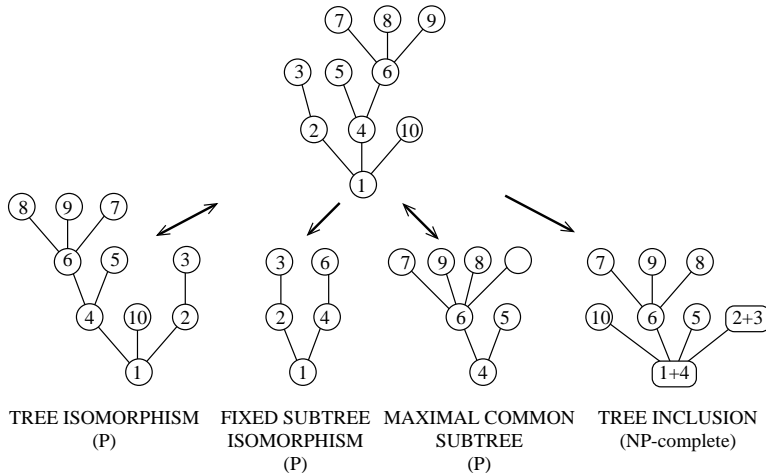 7 8 9
3 5 6
2 4 10
1
8 9 7
6 5 3
4 10 2
1
3 6
2 4
1
7 9 8
6 5
4
7 9 8
10 6 5 2+3
1+4
TREE ISOMORPHISM
(P)
FIXED SUBTREE
ISOMORPHISM
(P)
MAXIMAL COMMON
SUBTREE
(P)
TREE INCLUSION
(NP-complete)